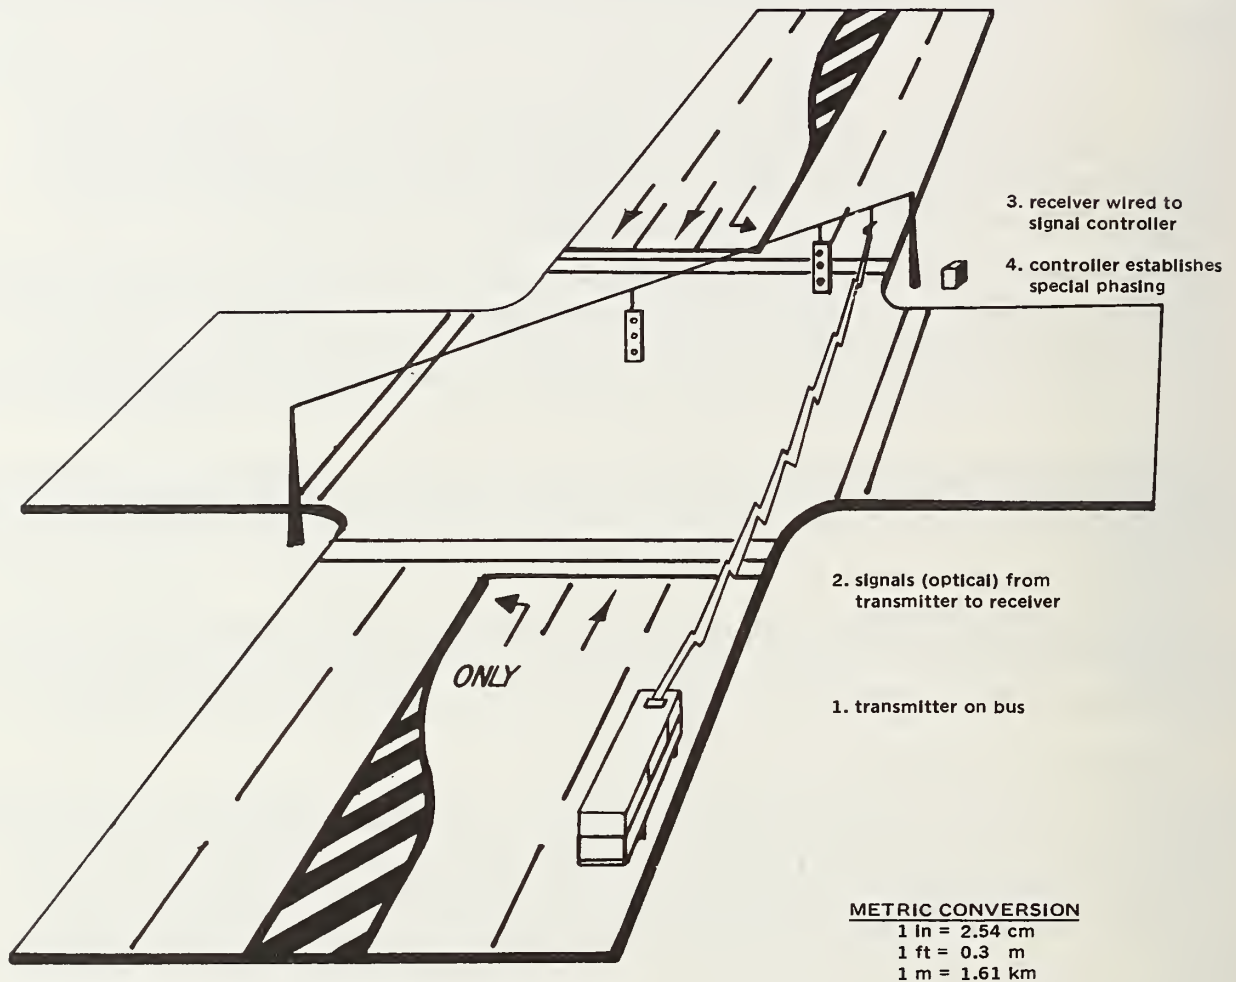 3. receiver wired to
signal controller
4. controller establishes
special phasing
2. signals (optical) from
transmitter to receiver
ONLY
1. transmitter on bus
METRIC CONVERSION
1 in = 2.54 cm
1 ft = 0.3 m
1 m = 1.61 km